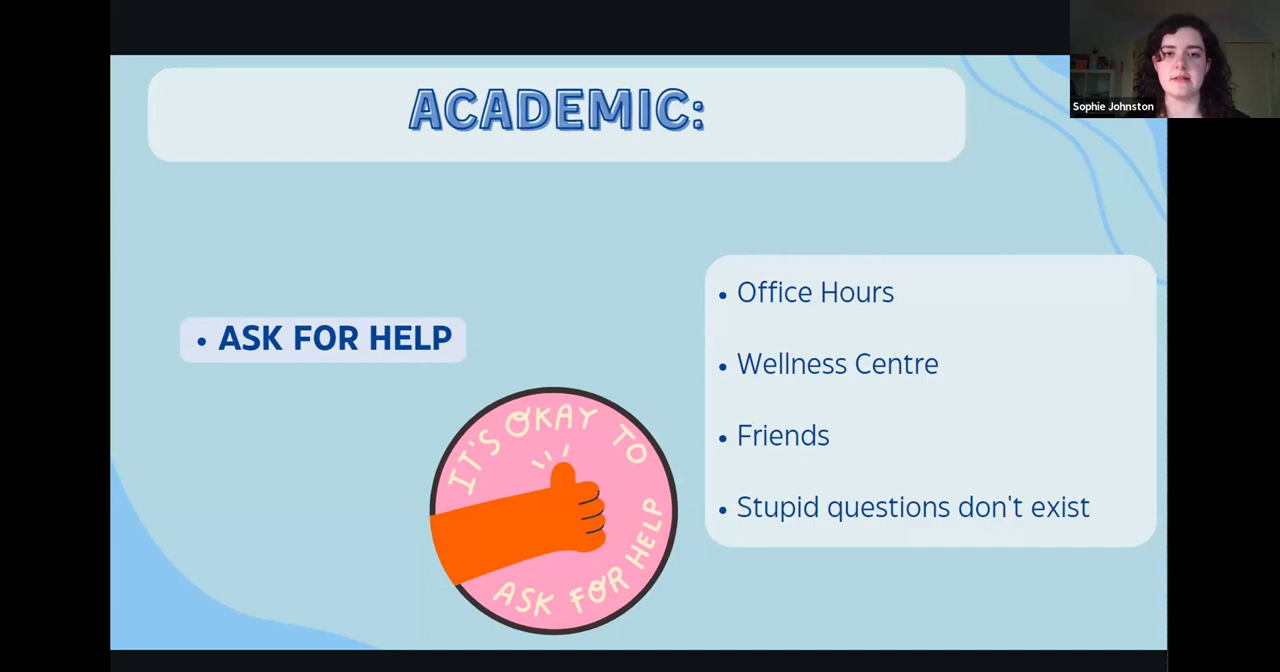 ACADEMIC:
Sophie Johnston
• ASK FOR HELP
• Office Hours
• Wellness Centre
• Friends
• Stupid questions don't exist
IT'S OKAY TO
ASK FOR HELP